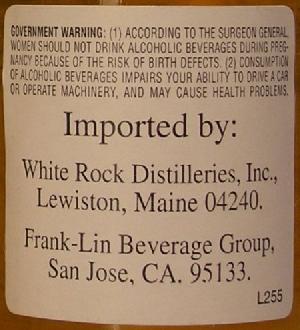 GOVERNMENT WARNING: (1) ACCORDING TO THE SURGEON GENERAL,
WOMEN SHOULD NOT DRINK ALCOHOLIC BEVERAGES DURING PREG-
NANCY BECAUSE OF THE RISK OF BIRTH DEFECTS. (2) CONSUMPTION
OF ALCOHOLIC BEVERAGES IMPAIRS YOUR ABILITY TO DRIVE A CAR
OR OPERATE MACHINERY, AND MAY CAUSE HEALTH PROBLEMS.
Imported by:
White Rock Distilleries, Inc.,
Lewiston, Maine 04240.
Frank-Lin Beverage Group,
San Jose, CA. 95133.
L255